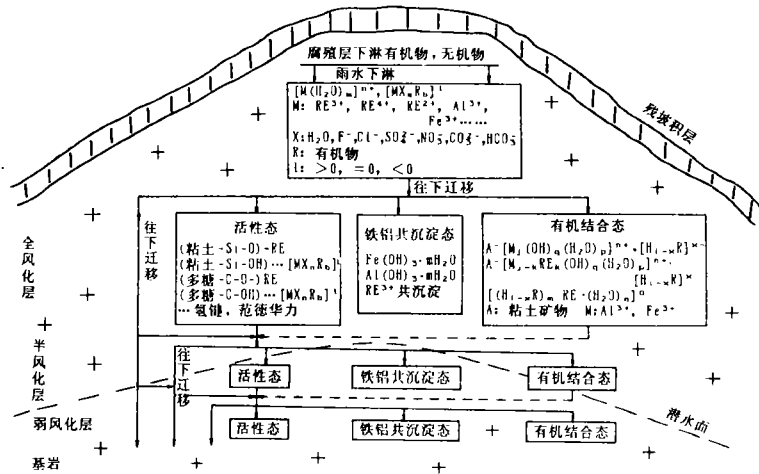 腐殖层下淋有机物,无机物
雨水下淋
[M(H₂O)ₘ]ⁿ⁺,[MXₙRb]ˡ
M: RE³⁺, RE⁴⁺, RE²⁺, Al³⁺,
Fe³⁺……
X:H₂O,F⁻,Cl⁻,SO₄²⁻,NO₃⁻,CO₃²⁻,HCO₃⁻
R: 有机物
l: >0, =0, <0
残坡积层
往下迁移
往下迁移
全风化层
活性态
(粘土-Si-O)-RE
(粘土-Si-OH)…[MXₙRb]ˡ
(多糖-C-O-)RE
(多糖-C-OH)…[MXₙRb]ˡ
…氢键,范德华力
铁铝共沉淀态
Fe(OH)₃·mH₂O
Al(OH)₃·mH₂O
RE³⁺共沉淀
有机结合态
A-[Mⱼ(OH)q(H₂O)ₚ]ⁿ⁺·[H₁₋ₓR]ˣ⁻
A-[Mⱼ₋ₖREₖ(OH)q(H₂O)ₚ]ⁿ⁺·
[H₁₋ₓR]ˣ⁻
A: 粘土矿物 M:Al³⁺, Fe³⁺
半风化层
往下迁移
活性态
铁铝共沉淀态
有机结合态
弱风化层
潜水面
活性态
铁铝共沉淀态
有机结合态
基岩